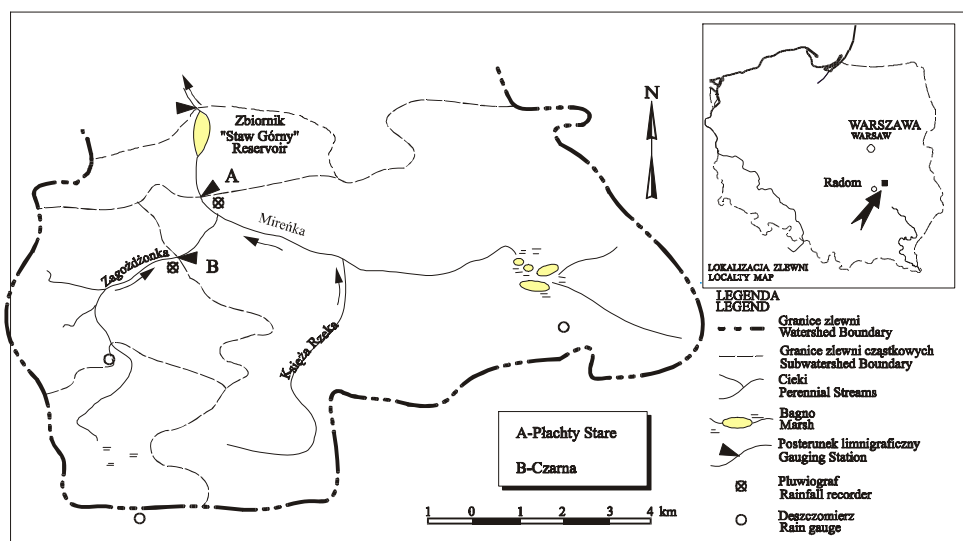 Zbiornik
"Staw Górny"
Reservoir
A
N
Mireńka
Zagożdżonka
B
Księża Rzeka
A-Płachty Stare
B-Czarna
1 0 1 2 3 4 km
WARSZAWA
WARSAW
Radom
LOKALIZACJA ZLEWNI
LOCALTY MAP
LEGENDA
LEGEND
Granice zlewni
Watershed Boundary
Granice zlewni cząstkowych
Subwatershed Boundary
Cieki
Perennial Streams
Bagno
Marsh
Posterunek limnigraficzny
Gauging Station
Pluwiograf
Rainfall recorder
Deszczomierz
Rain gauge